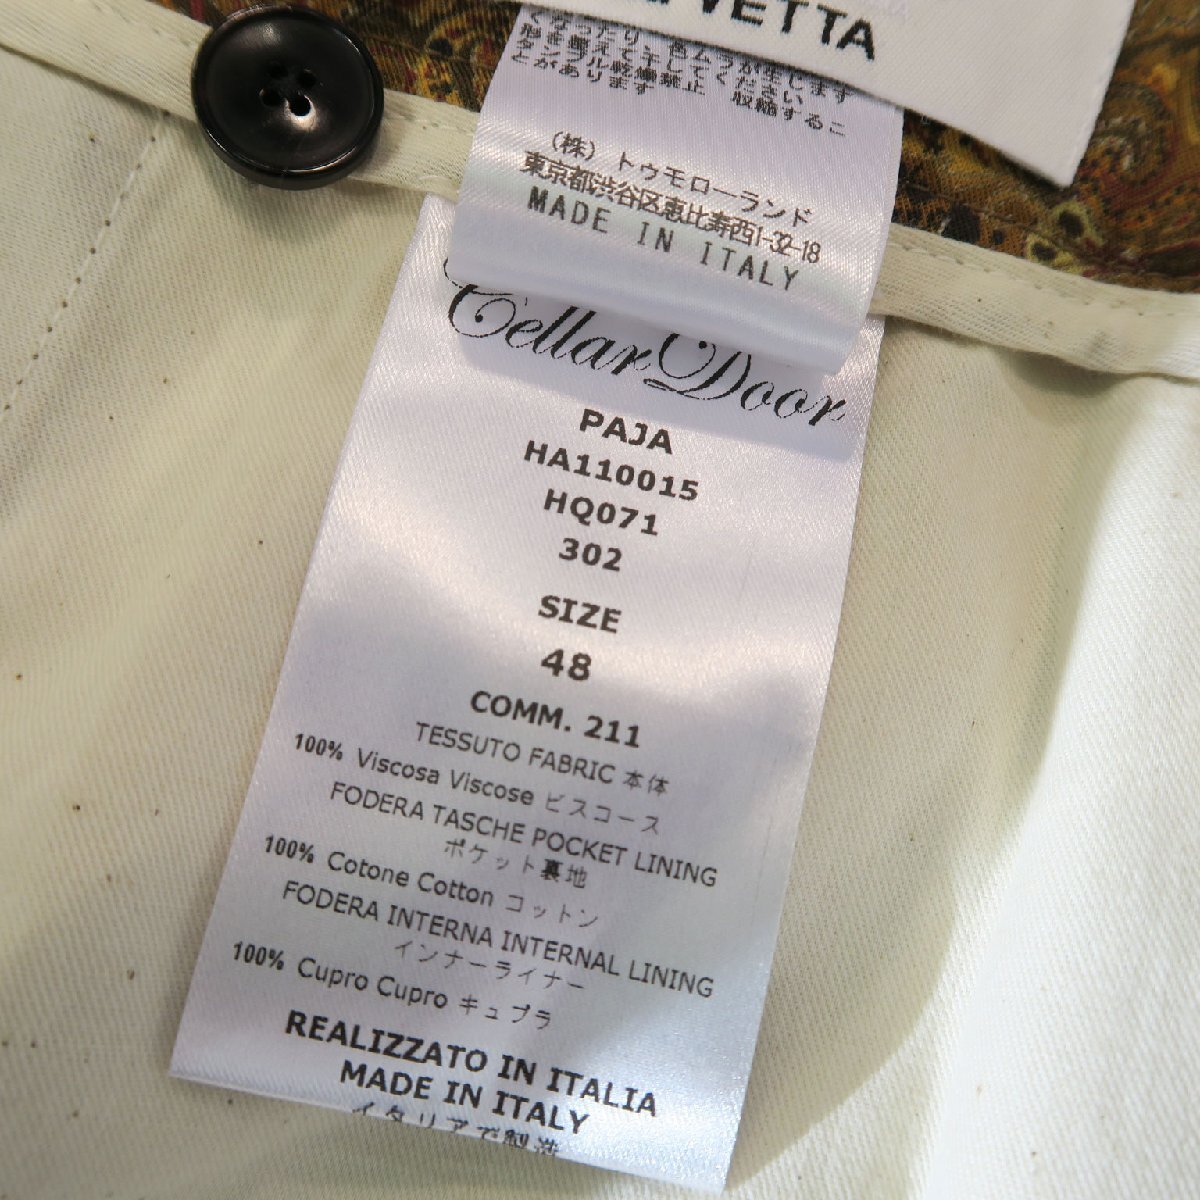 VETTA
くなったり、色ムラが生じます
形を整えて干してください
タンブル乾燥禁止 収縮するこ
とがあります
(株) トゥモローランド
東京都渋谷区恵比寿西1-32-18
MADE IN ITALY
CellarDoor
PAJA
HA110015
HQ071
302
SIZE
48
COMM. 211
TESSUTO FABRIC 本体
100% Viscosa Viscose ビスコース
FODERA TASCHE POCKET LINING
ポケット裏地
100% Cotone Cotton コットン
FODERA INTERNA INTERNAL LINING
インナーライナー
100% Cupro Cupro キュプラ
REALIZZATO IN ITALIA
MADE IN ITALY
イタリアで製造